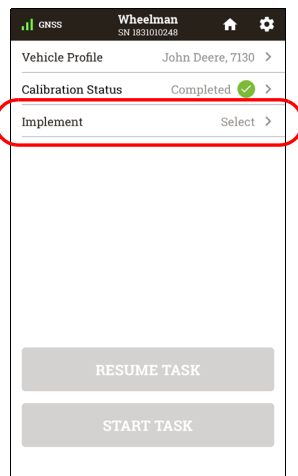 GNSS Wheelman
SN 1831010248
Vehicle Profile John Deere, 7130 >
Calibration Status Completed >
Implement Select >
RESUME TASK
START TASK